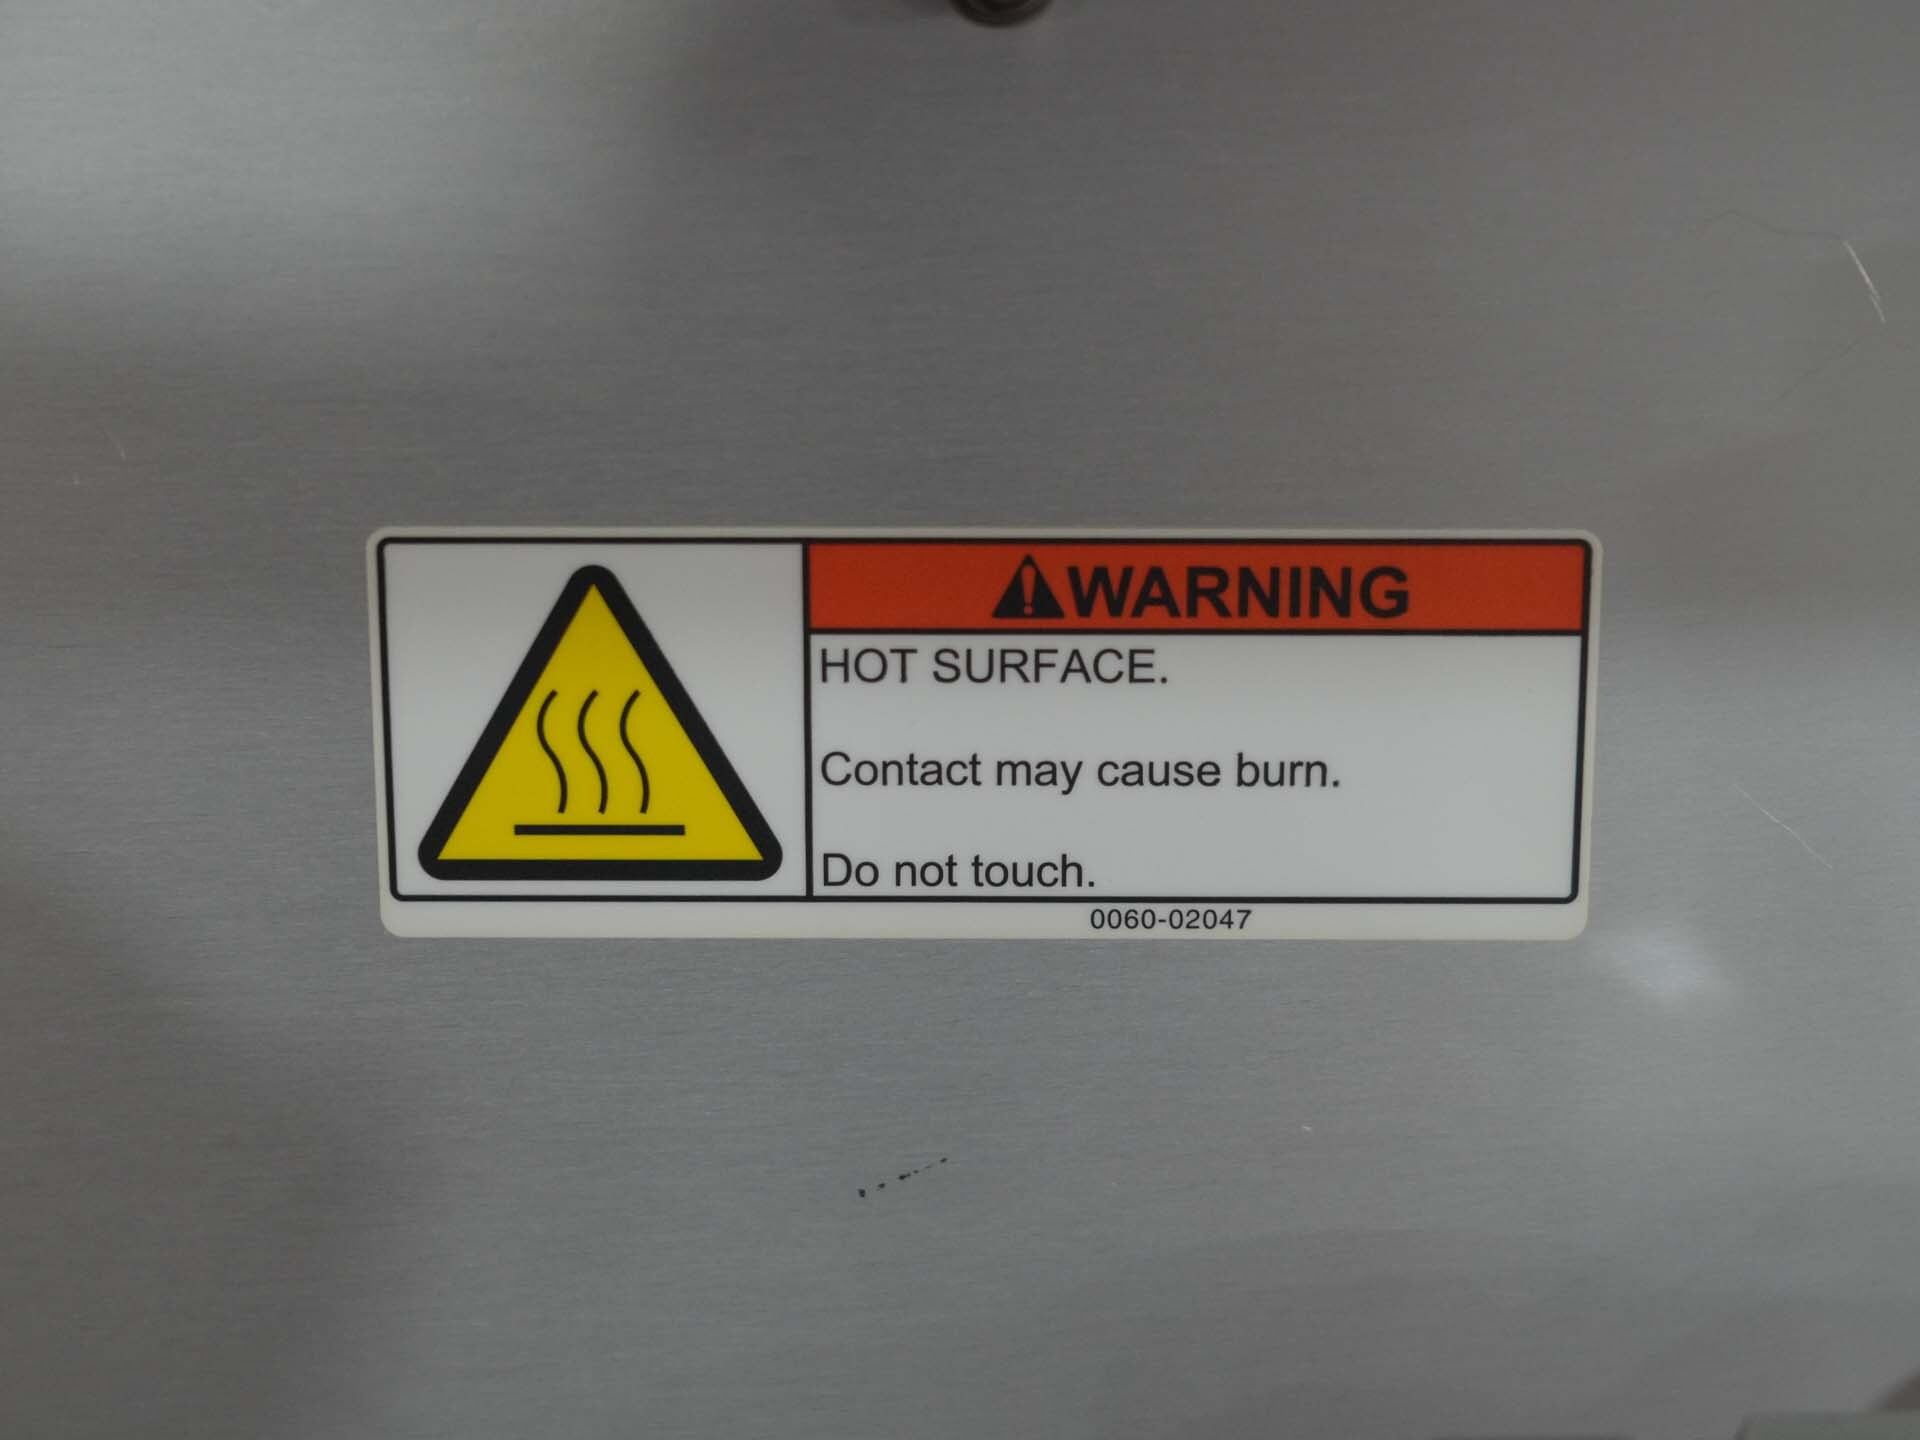 WARNING
HOT SURFACE.
Contact may cause burn.
Do not touch.
0060-02047